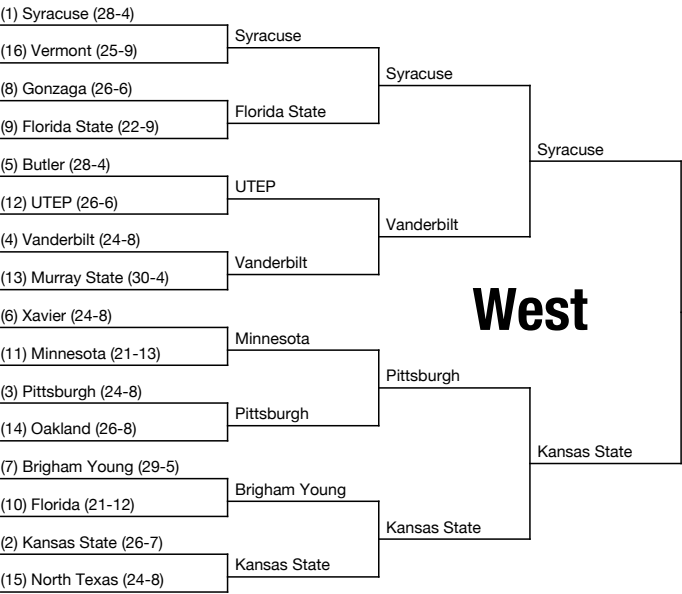 (1) Syracuse (28-4)
(16) Vermont (25-9)
(8) Gonzaga (26-6)
(9) Florida State (22-9)
(5) Butler (28-4)
(12) UTEP (26-6)
(4) Vanderbilt (24-8)
(13) Murray State (30-4)
(6) Xavier (24-8)
(11) Minnesota (21-13)
(3) Pittsburgh (24-8)
(14) Oakland (26-8)
(7) Brigham Young (29-5)
(10) Florida (21-12)
(2) Kansas State (26-7)
(15) North Texas (24-8)
Syracuse
Florida State
UTEP
Vanderbilt
Minnesota
Pittsburgh
Brigham Young
Kansas State
Syracuse
Vanderbilt
Pittsburgh
Kansas State
Syracuse
Kansas State
West